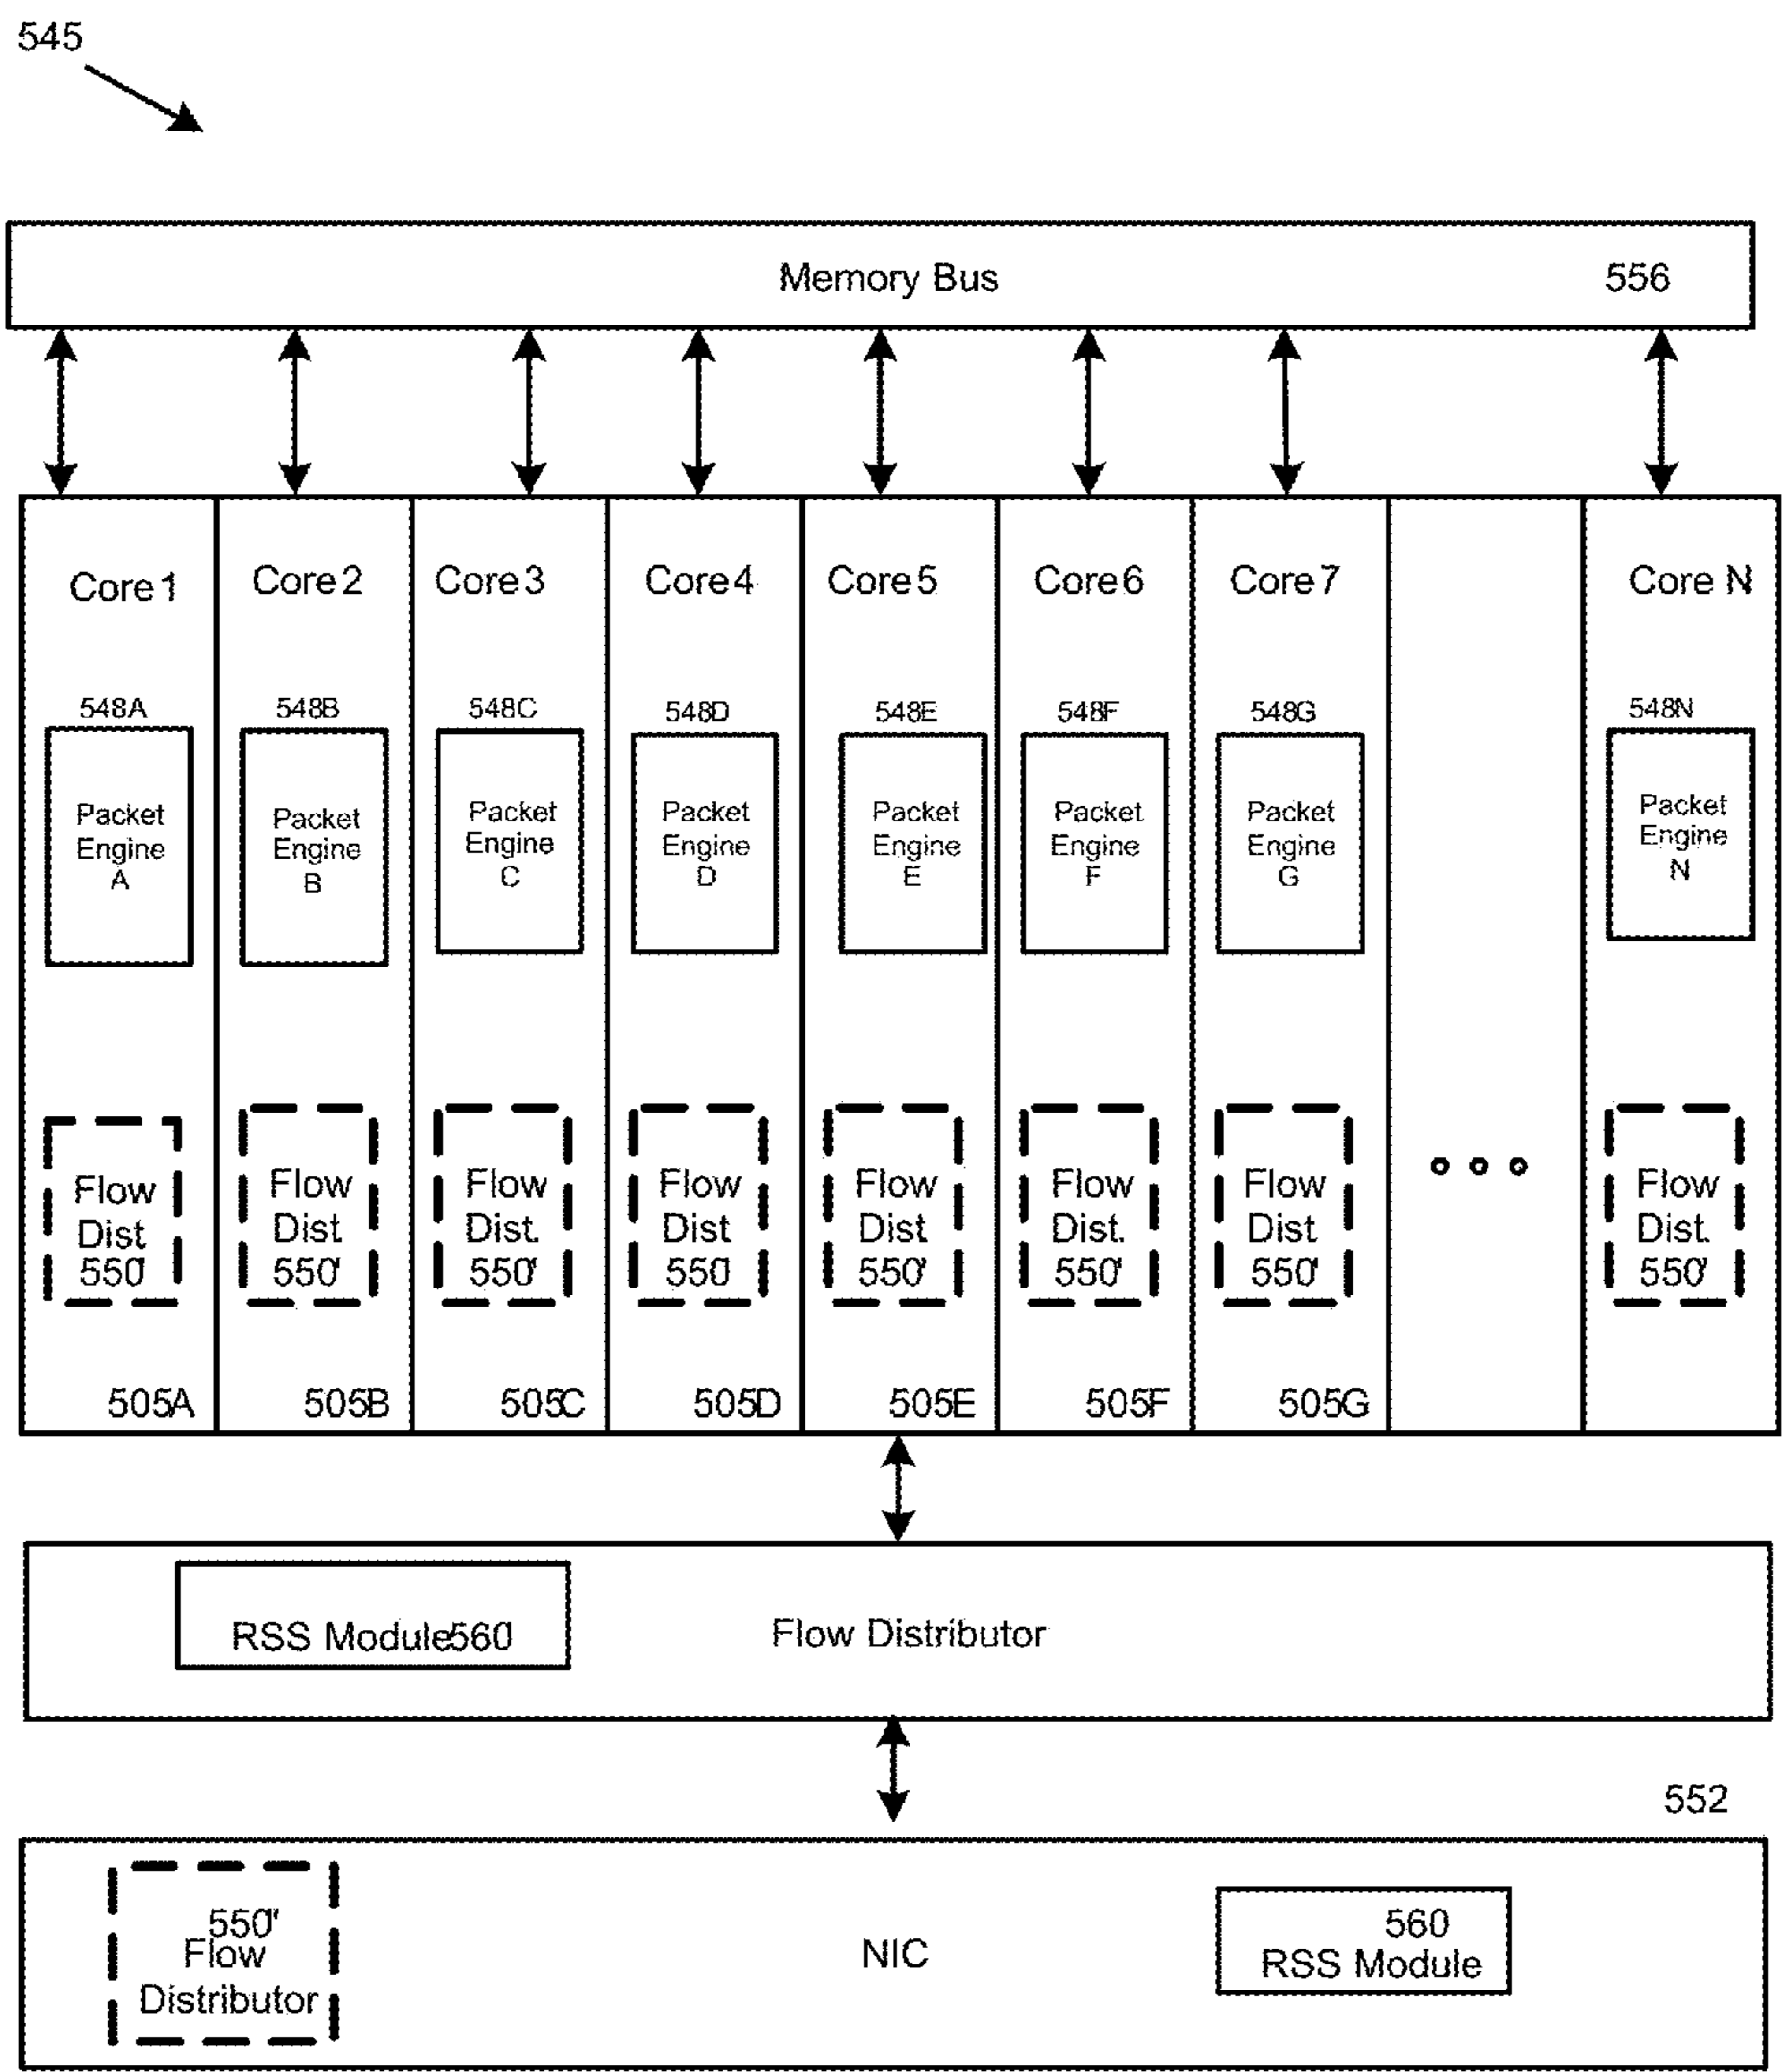 545
Memory Bus 556
Core 1 Core 2 Core 3 Core 4 Core 5 Core 6 Core 7 Core N
548A 548B 548C 548D 548E 548F 548G 548N
Packet Engine A
Packet Engine B
Packet Engine C
Packet Engine D
Packet Engine E
Packet Engine F
Packet Engine G
Packet Engine N
Flow Dist 550'
Flow Dist. 550'
Flow Dist. 550'
Flow Dist 550'
Flow Dist 550'
Flow Dist. 550'
Flow Dist 550'
Flow Dist. 550'
505A 505B 505C 505D 505E 505F 505G
RSS Module 560' Flow Distributor
552
550"
Flow
Distributor
NIC
560
RSS Module